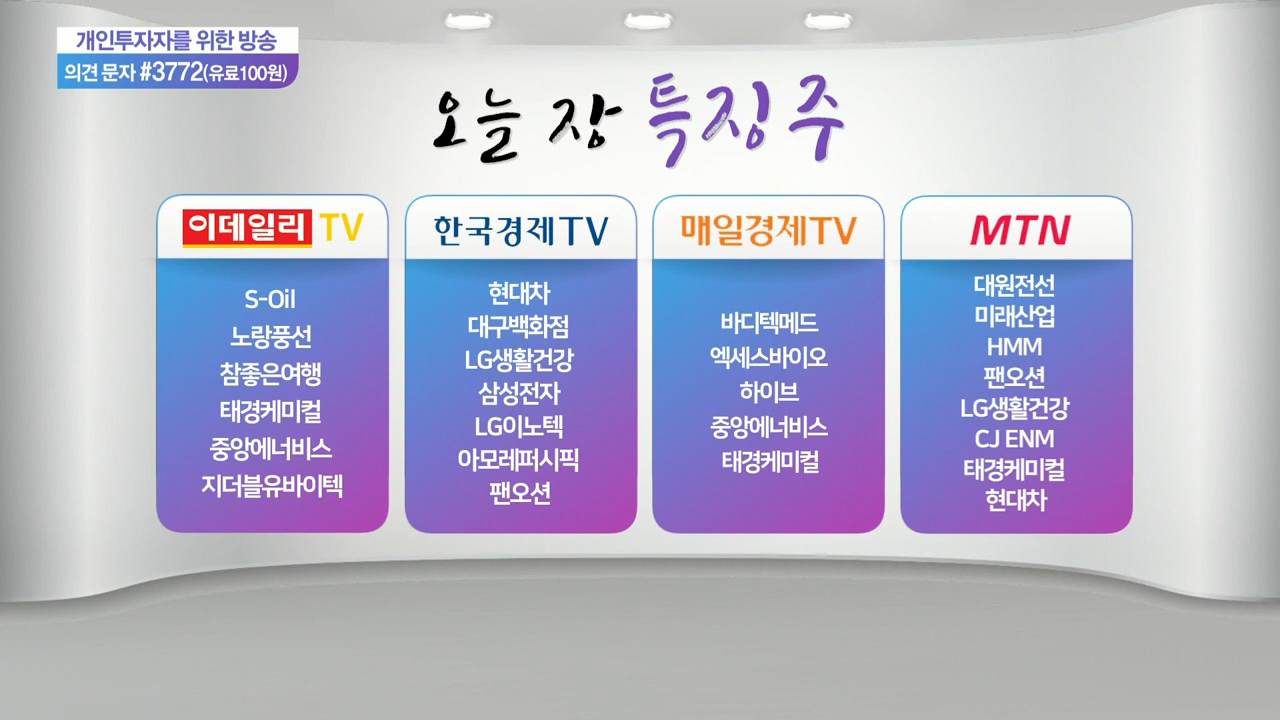 개인투자자를 위한 방송
의견 문자 #3772(유료100원)
오늘 장 특징주
이데일리 TV
S-Oil
노랑풍선
참좋은여행
태경케미컬
중앙에너비스
지더블유바이텍
한국경제TV
현대차
대구백화점
LG생활건강
삼성전자
LG이노텍
아모레퍼시픽
팬오션
매일경제TV
바디텍메드
엑세스바이오
하이브
중앙에너비스
태경케미컬
MTN
대원전선
미래산업
HMM
팬오션
LG생활건강
CJ ENM
태경케미컬
현대차